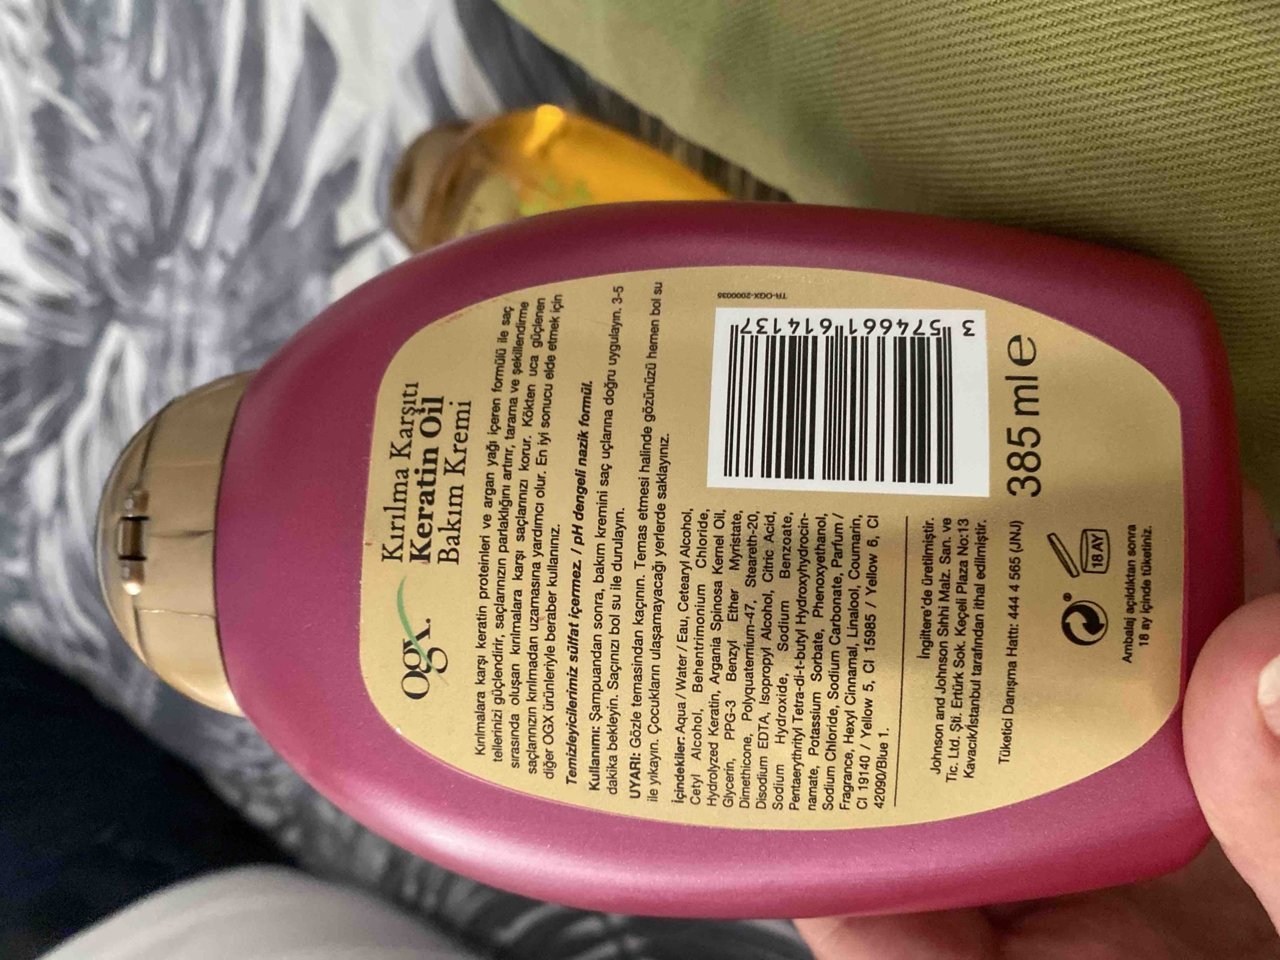 ogx.
Kırılma Karşıtı
Keratin Oil
Bakım Kremi
Kırılmalara karşı keratin proteinleri ve argan yağı içeren formülü ile saç
tellerinizi güçlendirir, saçlarınızın parlaklığını artırır, tarama ve şekillendirme
sırasında oluşan kırılmalara karşı saçlarınızı korur. Kökten uca güçlenen
saçlarınızın kırılmadan uzamasına yardımcı olur. En iyi sonucu elde etmek için
diğer OGX ürünleriyle beraber kullanınız.
Temizleyicilerimiz sülfat içermez. / pH dengeli nazik formül.
Kullanımı: Şampuandan sonra, bakım kremini saç uçlarına doğru uygulayın. 3-5
dakika bekleyin. Saçınızı bol su ile durulayın.
UYARI: Gözle temasından kaçının. Temas etmesi halinde gözünüzü hemen bol su
ile yıkayın. Çocukların ulaşamayacağı yerlerde saklayınız.
İçindekiler: Aqua / Water / Eau, Cetearyl Alcohol,
Cetyl Alcohol, Behentrimonium Chloride,
Hydrolyzed Keratin, Argania Spinosa Kernel Oil,
Glycerin, PPG-3 Benzyl Ether Myristate,
Dimethicone, Polyquaternium-47, Steareth-20,
Disodium EDTA, Isopropyl Alcohol, Citric Acid,
Sodium Hydroxide, Sodium Benzoate,
Pentaerythrityl Tetra-di-t-butyl Hydroxyhydrocin-
namate, Potassium Sorbate, Phenoxyethanol,
Sodium Chloride, Sodium Carbonate, Parfum /
Fragrance, Hexyl Cinnamal, Linalool, Coumarin,
CI 19140 / Yellow 5, CI 15985 / Yellow 6, CI
42090/Blue 1.
TR-OGX-2000035
3 574661 614137
İngiltere'de üretilmiştir.
Johnson and Johnson Sıhhi Malz. San. ve
Tic. Ltd. Şti. Ertürk Sok. Keçeli Plaza No:13
Kavacık/İstanbul tarafından ithal edilmiştir.
Tüketici Danışma Hattı: 444 4 565 (JNJ)
385 ml e
18 AY
Ambalaj açıldıktan sonra
18 ay içinde tüketiniz.